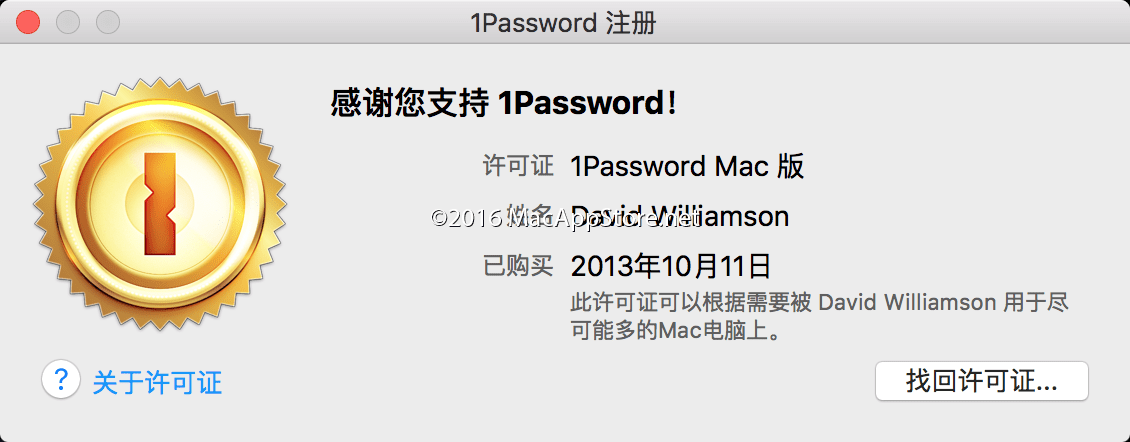 1Password 注册
感谢您支持 1Password！
许可证 1Password Mac 版
姓名 David Williamson
©2016 MacAppStore.net
已购买 2013年10月11日
此许可证可以根据需要被 David Williamson 用于尽
可能多的Mac电脑上。
? 关于许可证
找回许可证...